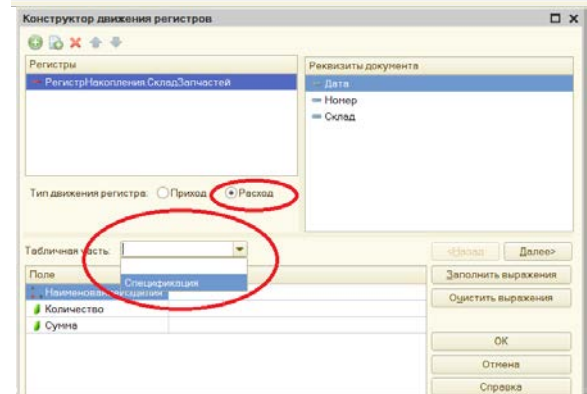 Конструктор движения регистров
Регистры
РегистрНакопления.СкладЗапчастей
Реквизиты документа
Дата
Номер
Склад
Тип движения регистра: Приход Расход
Табличная часть:
Спецификация
<Назад Далее>
Поле
Заполнить выражения
Количество
Очистить выражения
Сумма
ОК
Отмена
Справка